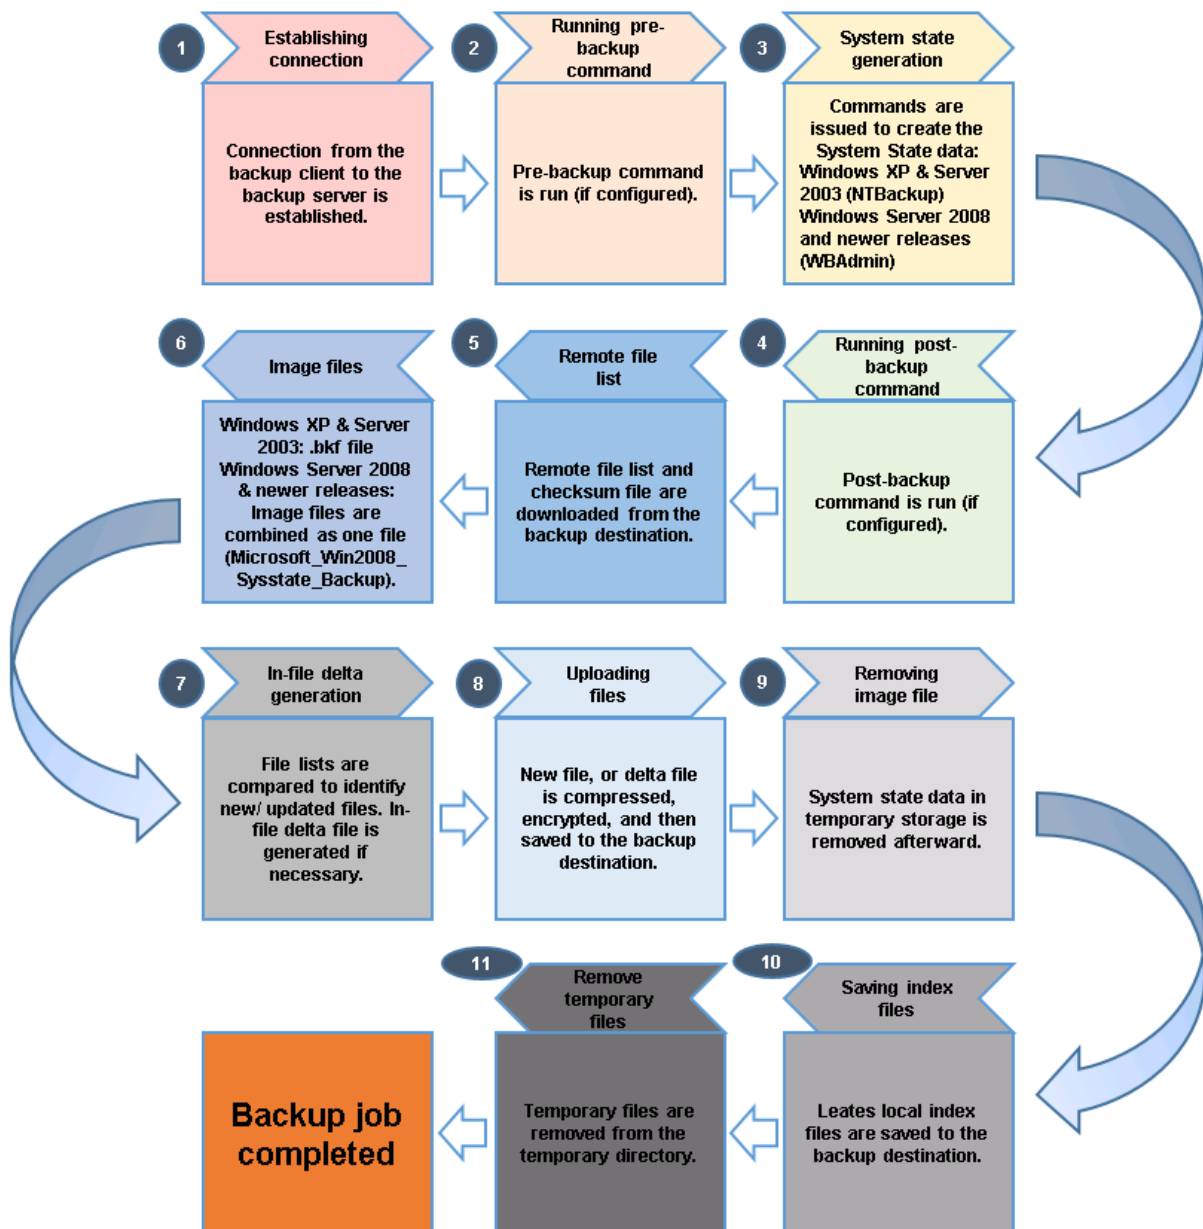 1
Establishing
connection
Connection from the
backup client to the
backup server is
established.
2
Running pre-
backup
command
Pre-backup command
is run (if configured).
3
System state
generation
Commands are
issued to create the
System State data:
Windows XP & Server
2003 (NTBackup)
Windows Server 2008
and newer releases
(WBAdmin)
4
Running post-
backup
command
Post-backup
command is run (if
configured).
5
Remote file
list
Remote file list and
checksum file are
downloaded from the
backup destination.
6
Image files
Windows XP & Server
2003: .bkf file
Windows Server 2008
& newer releases:
Image files are
combined as one file
(Microsoft_Win2008_
Sysstate_Backup).
7
In-file delta
generation
File lists are
compared to identify
new/ updated files. In-
file delta file is
generated if
necessary.
8
Uploading
files
New file, or delta file
is compressed,
encrypted, and then
saved to the backup
destination.
9
Removing
image file
System state data in
temporary storage is
removed afterward.
10
Saving index
files
Leates local index
files are saved to the
backup destination.
11
Remove
temporary
files
Temporary files are
removed from the
temporary directory.
Backup job
completed